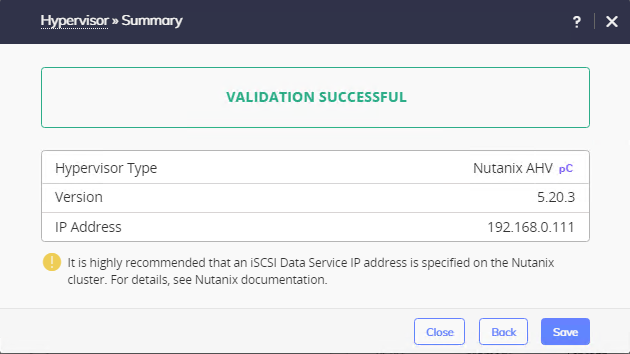 Hypervisor » Summary
?
VALIDATION SUCCESSFUL
Hypervisor Type Nutanix AHV pC
Version 5.20.3
IP Address 192.168.0.111
! It is highly recommended that an iSCSI Data Service IP address is specified on the Nutanix
cluster. For details, see Nutanix documentation.
Close Back Save